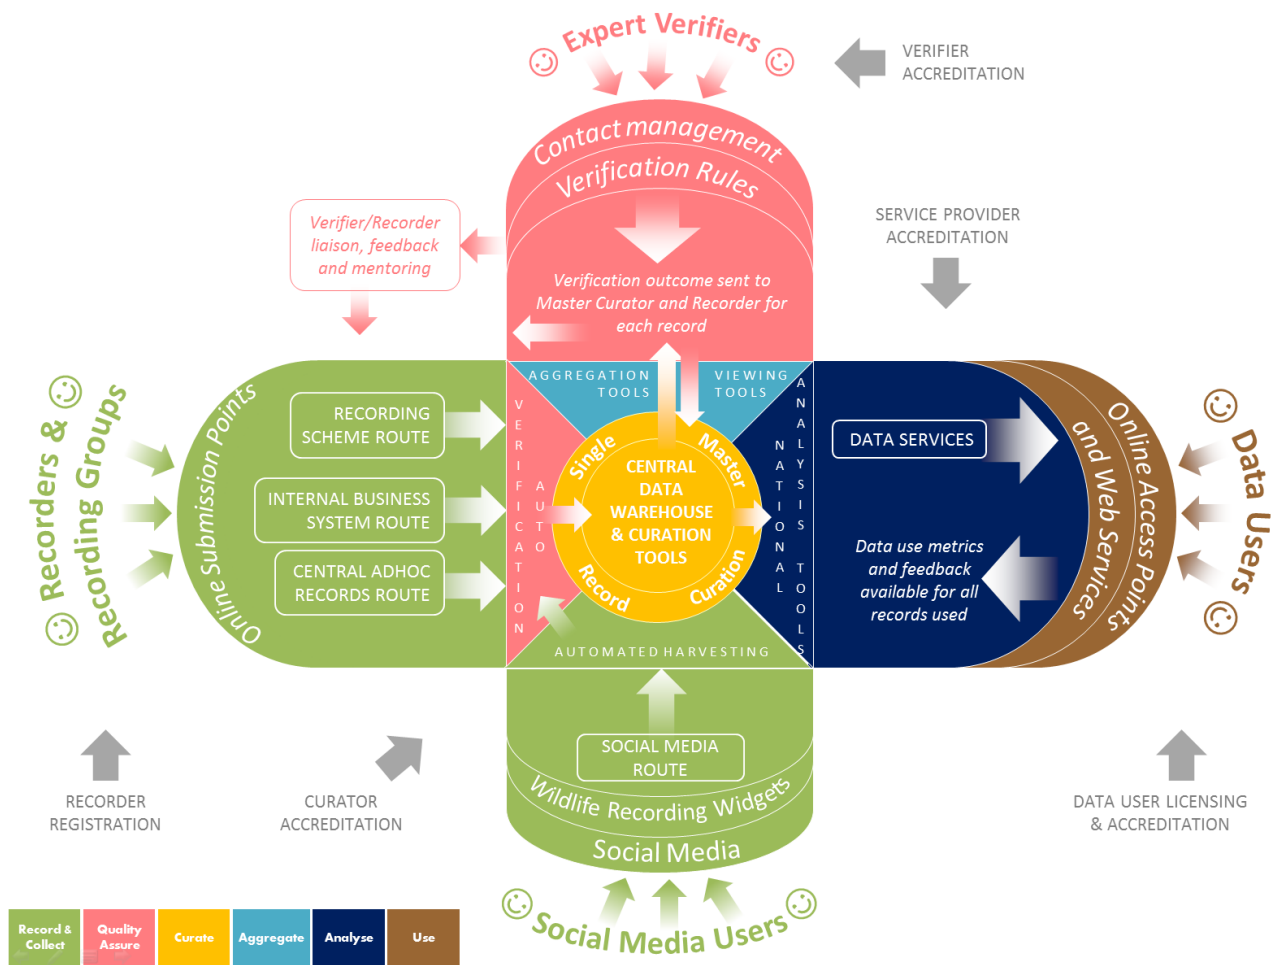 Expert Verifiers
VERIFIER
ACCREDITATION
Contact management
Verification Rules
Verifier/Recorder
liaison, feedback
and mentoring
SERVICE PROVIDER
ACCREDITATION
Verification outcome sent to
Master Curator and Recorder for
each record
Recorders &
Recording Groups
Online Submission Points
RECORDING
SCHEME ROUTE
INTERNAL BUSINESS
SYSTEM ROUTE
CENTRAL ADHOC
RECORDS ROUTE
AUTO
VERIFICATION
AGGREGATION
TOOLS
VIEWING
TOOLS
Single
Master
Record
Curation
CENTRAL
DATA
WAREHOUSE
& CURATION
TOOLS
NATIONAL
ANALYSIS TOOLS
DATA SERVICES
Data use metrics
and feedback
available for all
records used
Online Access Points
and Web Services
Data Users
AUTOMATED HARVESTING
SOCIAL MEDIA
ROUTE
Wildlife Recording Widgets
Social Media
Social Media Users
RECORDER
REGISTRATION
CURATOR
ACCREDITATION
DATA USER LICENSING
& ACCREDITATION
Record &
Collect
Quality
Assure
Curate
Aggregate
Analyse
Use